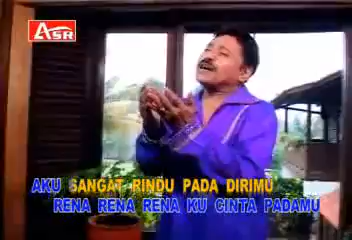 ASR
AKU SANGAT RINDU PADA DIRIMU
RENA RENA RENA KU CINTA PADAMU